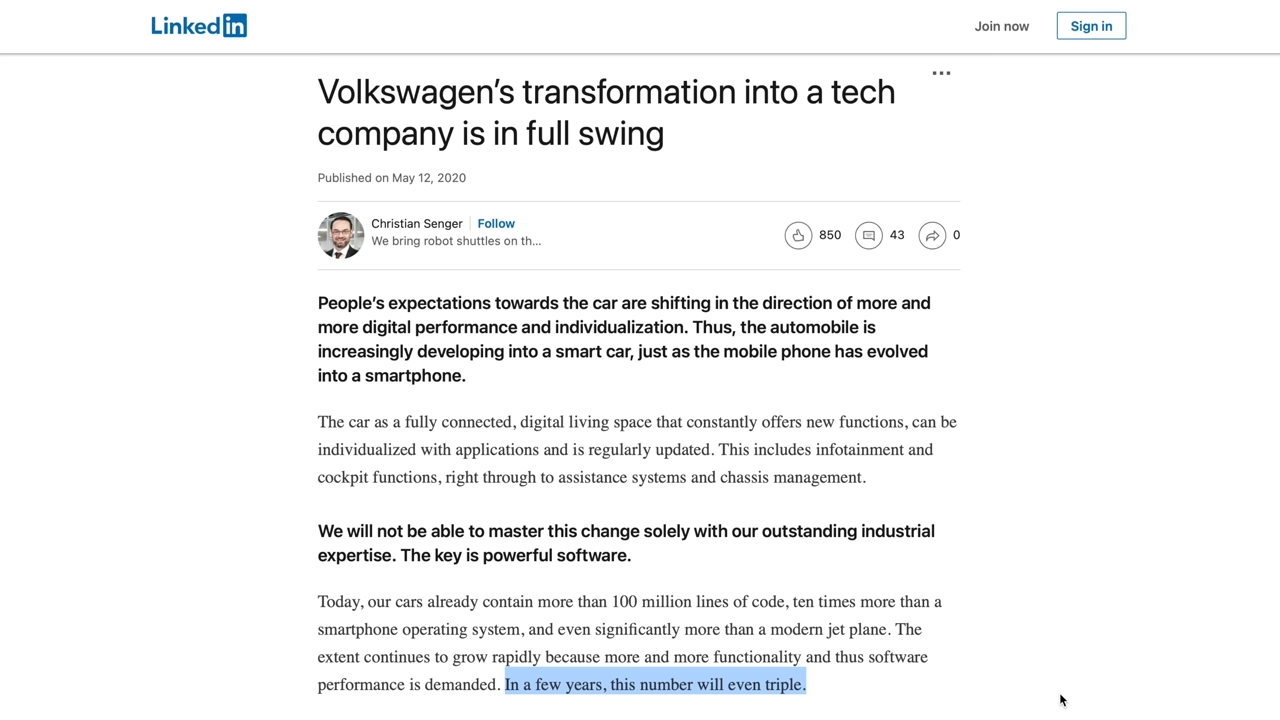 LinkedIn
Join now
Sign in
Volkswagen’s transformation into a tech
company is in full swing
Published on May 12, 2020
Christian Senger
Follow
We bring robot shuttles on th...
850
43
0
People’s expectations towards the car are shifting in the direction of more and
more digital performance and individualization. Thus, the automobile is
increasingly developing into a smart car, just as the mobile phone has evolved
into a smartphone.
The car as a fully connected, digital living space that constantly offers new functions, can be
individualized with applications and is regularly updated. This includes infotainment and
cockpit functions, right through to assistance systems and chassis management.
We will not be able to master this change solely with our outstanding industrial
expertise. The key is powerful software.
Today, our cars already contain more than 100 million lines of code, ten times more than a
smartphone operating system, and even significantly more than a modern jet plane. The
extent continues to grow rapidly because more and more functionality and thus software
performance is demanded. In a few years, this number will even triple.